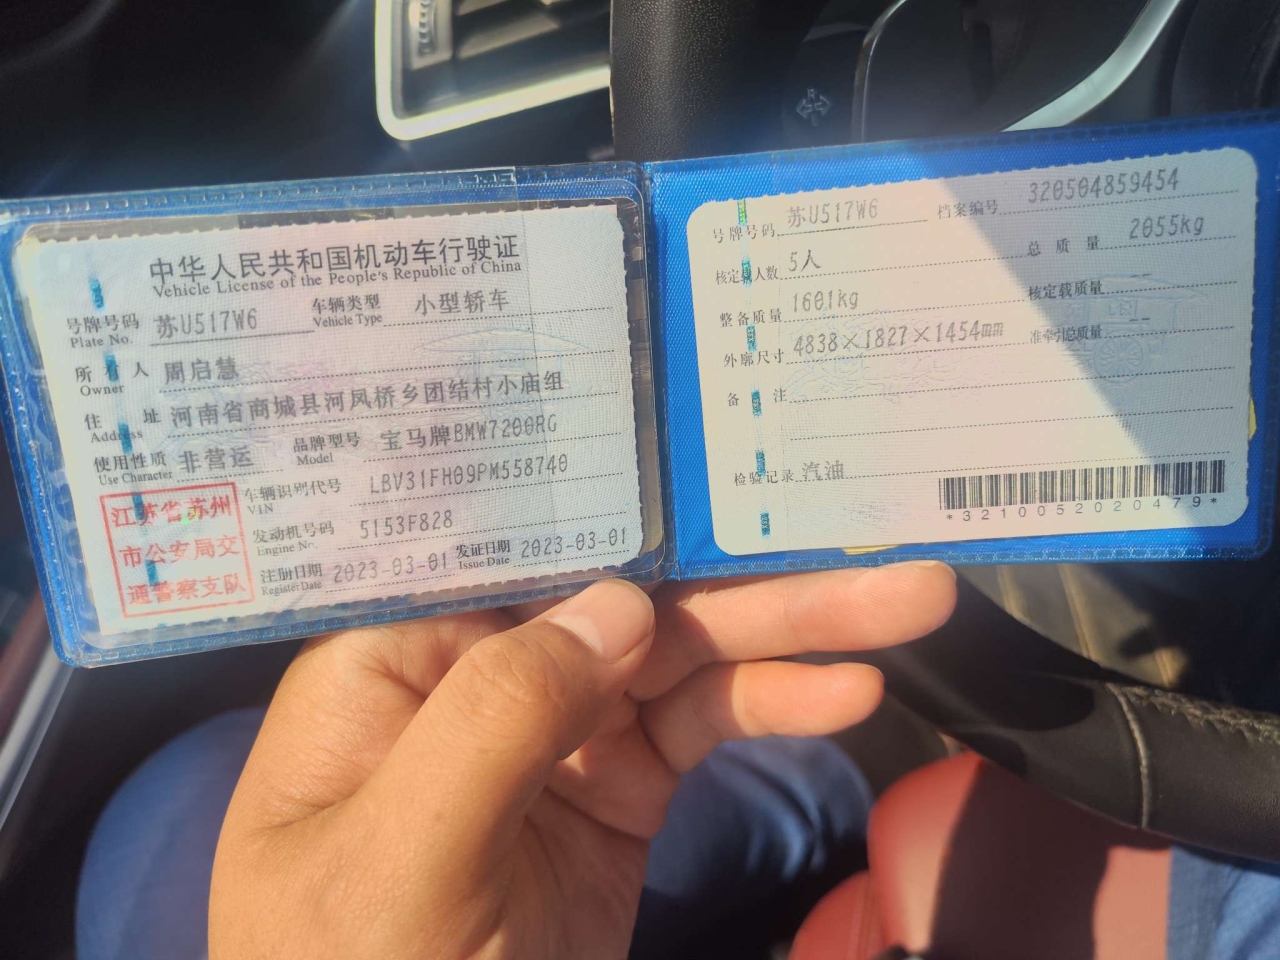 中华人民共和国机动车行驶证
Vehicle License of the People's Republic of China
号牌号码 苏U517W6 车辆类型 小型轿车
Plate No. Vehicle Type
所有人 周启慧
Owner
住址 河南省商城县河凤桥乡团结村小庙组
Address
使用性质 非营运 品牌型号 宝马牌BMW7200RG
Use Character Model
江苏省苏州
市公安局交
通警察支队
车辆识别代号 LBV31FH09PM558740
VIN
发动机号码 5153F828
Engine No.
注册日期 2023-03-01 发证日期 2023-03-01
Register Date Issue Date
号牌号码 苏U517W6 档案编号 320504859454
核定载人数 5人 总质量 2055kg
整备质量 1601kg 核定载质量 --
外廓尺寸 4838×1827×1454mm 准牵引总质量 --
备注
检验记录 汽油
*3210052020479*